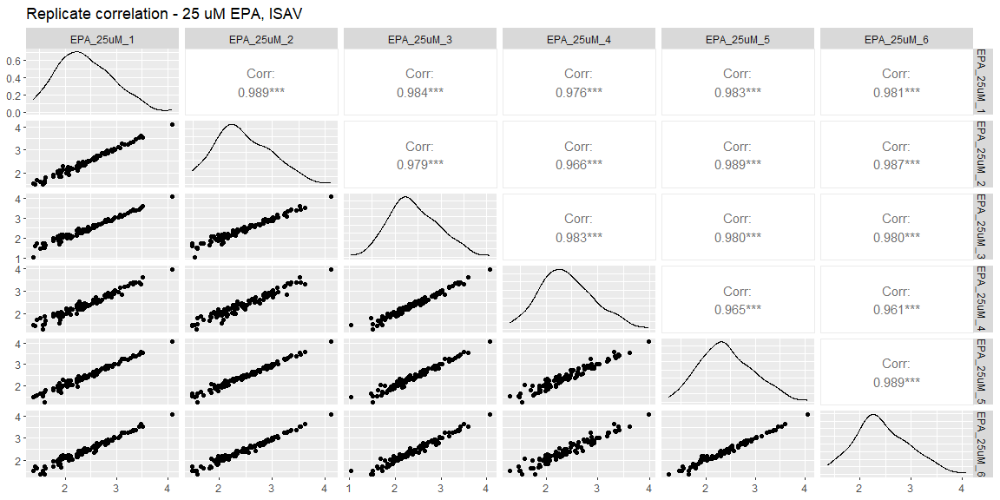 Replicate correlation - 25 uM EPA, ISAV
EPA_25uM_1
EPA_25uM_2
EPA_25uM_3
EPA_25uM_4
EPA_25uM_5
EPA_25uM_6
0.6
0.4
0.2
0.0
Corr:
0.989***
Corr:
0.984***
Corr:
0.976***
Corr:
0.983***
Corr:
0.981***
EPA_25uM_1
4
3
2
Corr:
0.979***
Corr:
0.966***
Corr:
0.989***
Corr:
0.987***
EPA_25uM_2
4
3
2
1
Corr:
0.983***
Corr:
0.980***
Corr:
0.980***
EPA_25uM_3
4
3
2
Corr:
0.965***
Corr:
0.961***
EPA_25uM_4
4
3
2
Corr:
0.989***
EPA_25uM_5
4
3
2
EPA_25uM_6
2 3 4
2 3 4
1 2 3 4
2 3 4
2 3 4
2 3 4